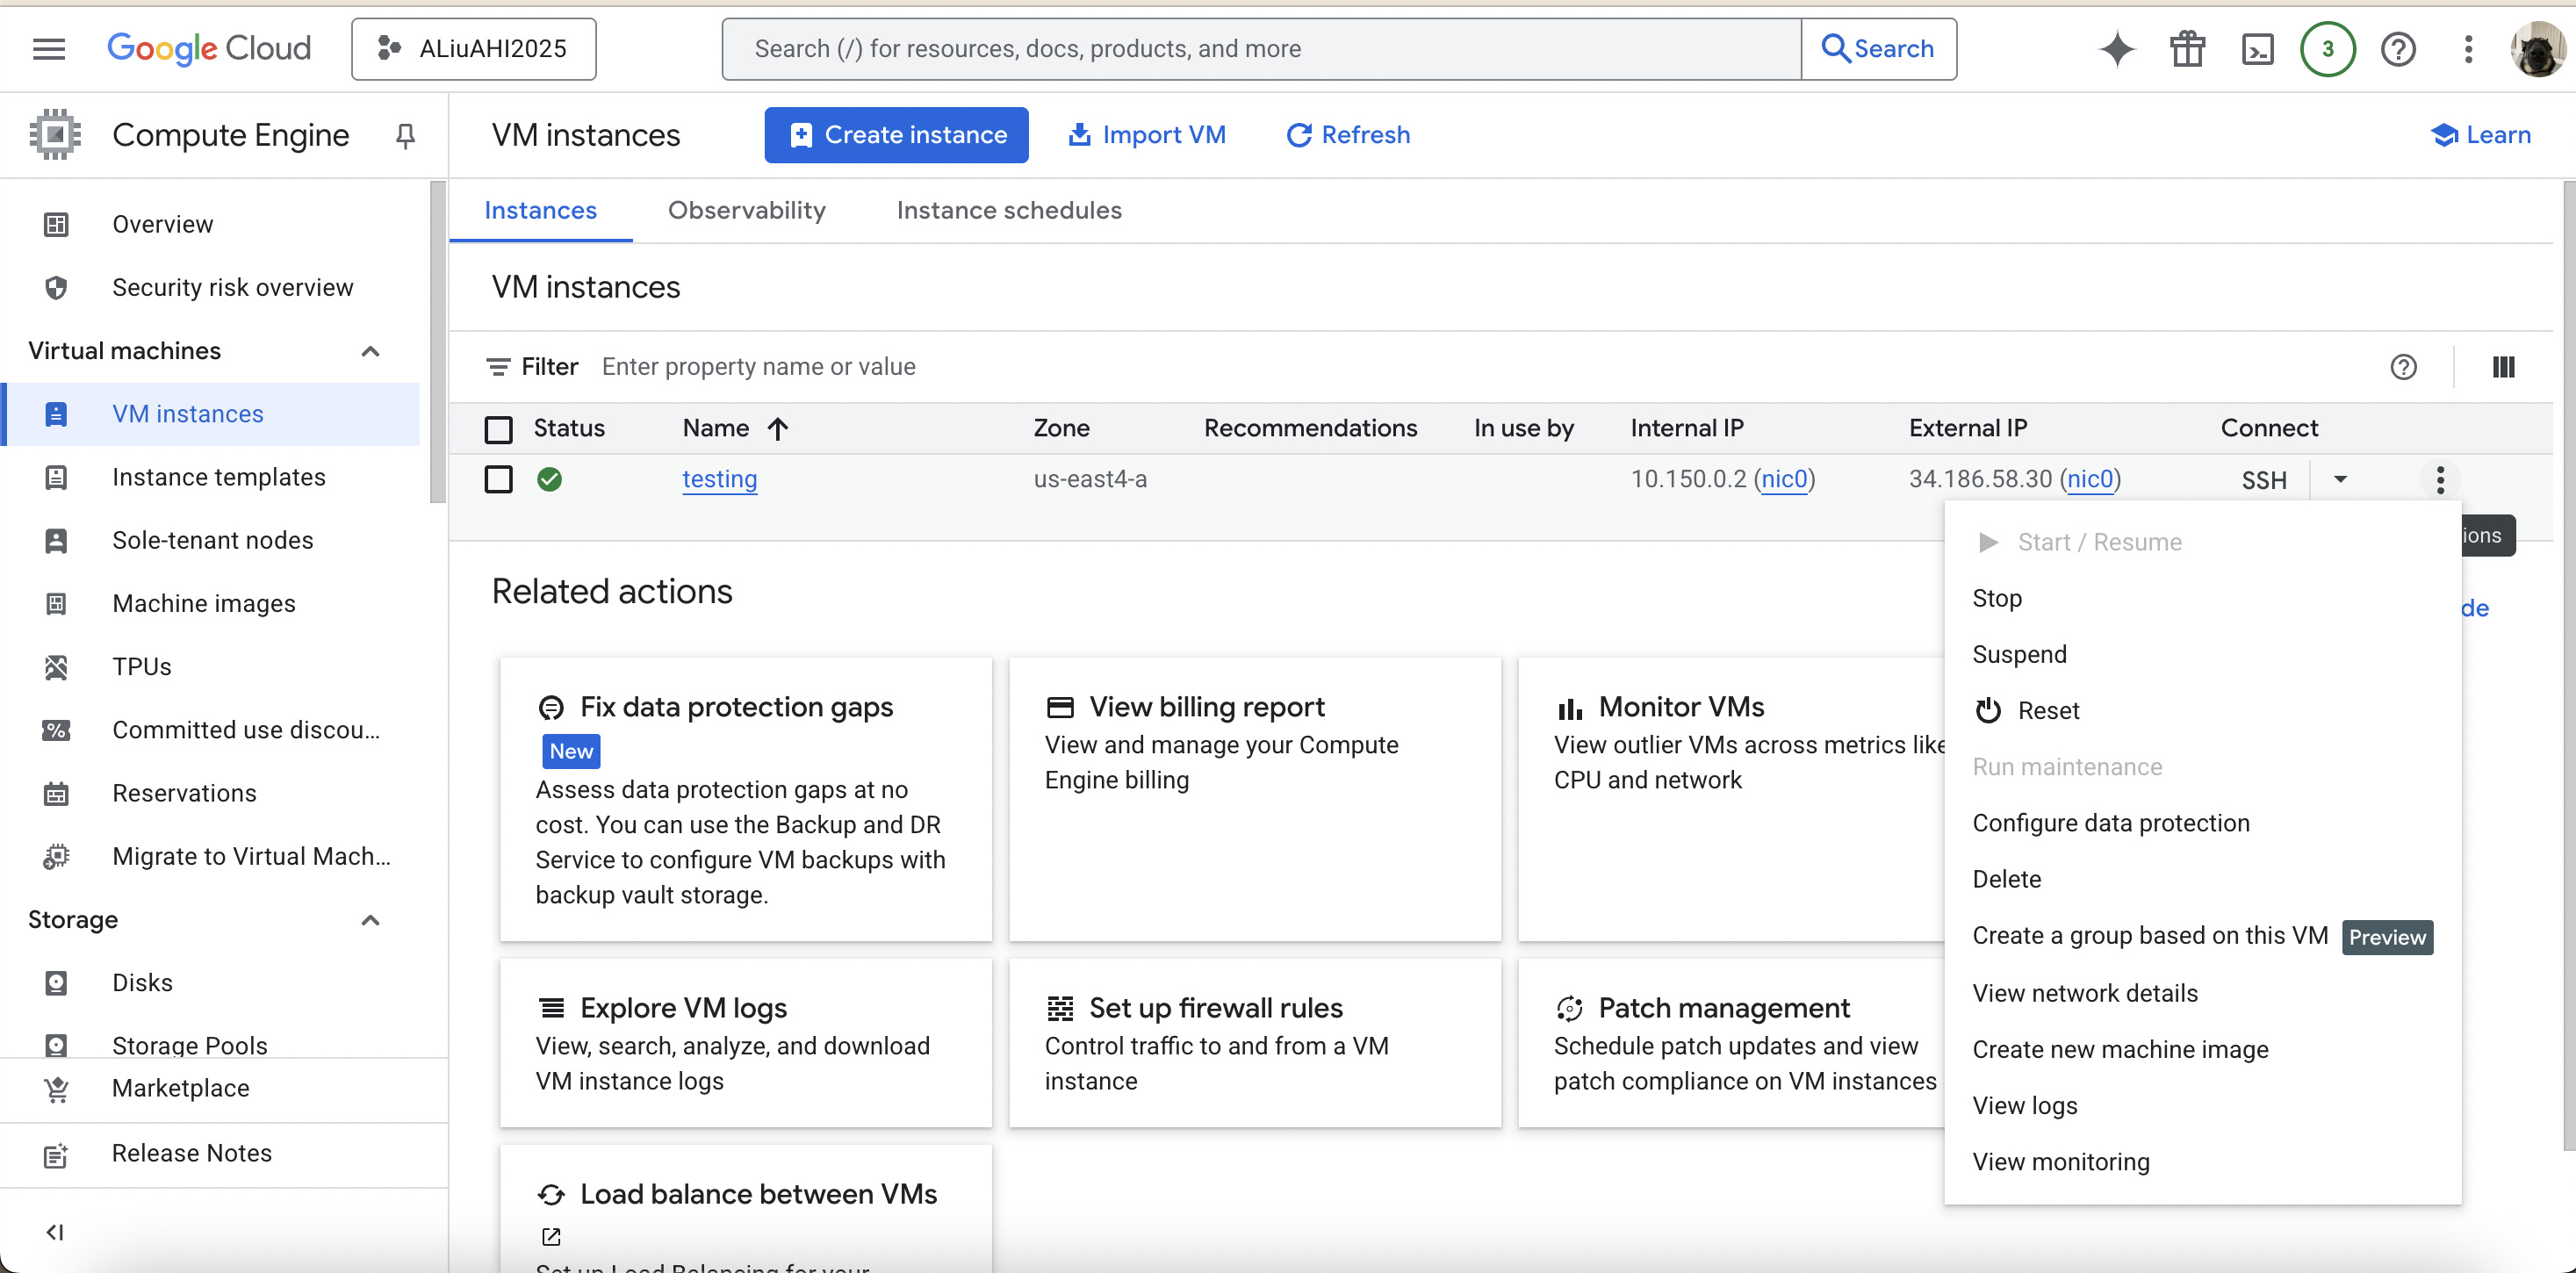 Google Cloud
ALiuAHI2025
Search (/) for resources, docs, products, and more
Search
3
Compute Engine
VM instances
Create instance
Import VM
Refresh
Learn
Overview
Security risk overview
Virtual machines
VM instances
Instance templates
Sole-tenant nodes
Machine images
TPUs
Committed use discou...
Reservations
Migrate to Virtual Mach...
Storage
Disks
Storage Pools
Marketplace
Release Notes
Instances
Observability
Instance schedules
VM instances
Filter Enter property name or value
Status Name Zone Recommendations In use by Internal IP External IP Connect
testing us-east4-a 10.150.0.2 (nic0) 34.186.58.30 (nic0) SSH
ions
Related actions
de
Fix data protection gaps
New
Assess data protection gaps at no
cost. You can use the Backup and DR
Service to configure VM backups with
backup vault storage.
View billing report
View and manage your Compute
Engine billing
Monitor VMs
View outlier VMs across metrics like
CPU and network
Explore VM logs
View, search, analyze, and download
VM instance logs
Set up firewall rules
Control traffic to and from a VM
instance
Patch management
Schedule patch updates and view
patch compliance on VM instances
Load balance between VMs
Set up Load Balancing for your
Start / Resume
Stop
Suspend
Reset
Run maintenance
Configure data protection
Delete
Create a group based on this VM Preview
View network details
Create new machine image
View logs
View monitoring